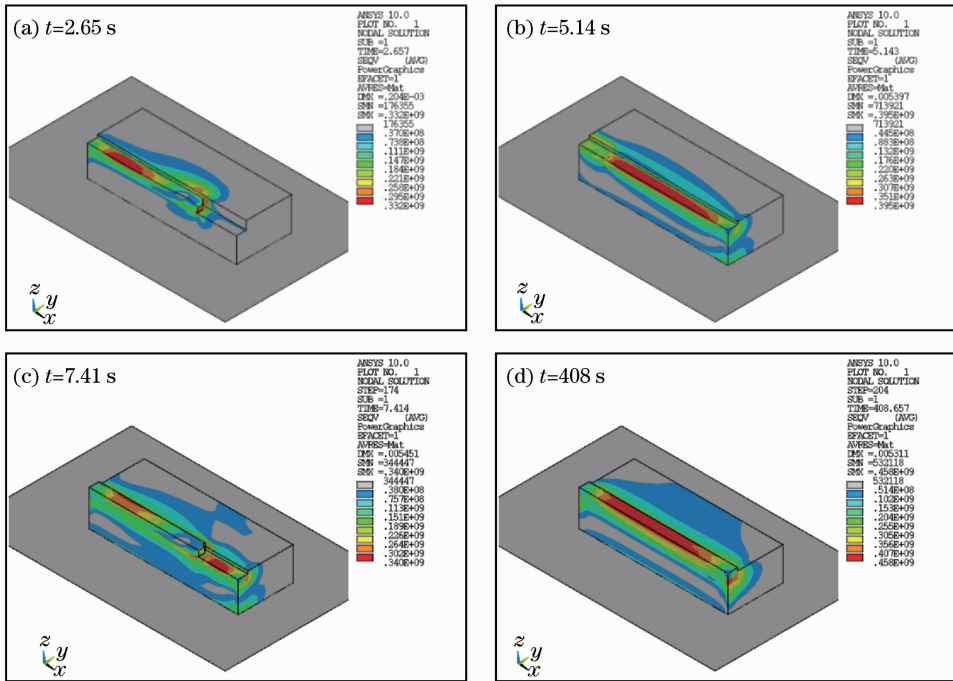 (a) t=2.65 s
ANSYS 10.0
PLOT NO. 1
NODAL SOLUTION
SUB =1
TIME=2.657
SEQV (AVG)
PowerGraphics
EFACET=1
AVRES=Mat
DMX =.204E-03
SMN =176355
SMX =.332E+09
176355
.370E+08
.738E+08
.111E+09
.147E+09
.184E+09
.221E+09
.258E+09
.295E+09
.332E+09
z
y
x
(b) t=5.14 s
ANSYS 10.0
PLOT NO. 1
NODAL SOLUTION
SUB =1
TIME=5.143
SEQV (AVG)
PowerGraphics
EFACET=1
AVRES=Mat
DMX =.005397
SMN =713921
SMX =.395E+09
713921
.445E+08
.883E+08
.132E+09
.176E+09
.220E+09
.263E+09
.307E+09
.351E+09
.395E+09
z
y
x
(c) t=7.41 s
ANSYS 10.0
PLOT NO. 1
NODAL SOLUTION
STEP=174
SUB =1
TIME=7.414
SEQV (AVG)
PowerGraphics
EFACET=1
AVRES=Mat
DMX =.005451
SMN =344447
SMX =.340E+09
344447
.380E+08
.757E+08
.113E+09
.151E+09
.189E+09
.226E+09
.264E+09
.302E+09
.340E+09
z
y
x
(d) t=408 s
ANSYS 10.0
PLOT NO. 1
NODAL SOLUTION
STEP=204
SUB =1
TIME=408.657
SEQV (AVG)
PowerGraphics
EFACET=1
AVRES=Mat
DMX =.005311
SMN =532118
SMX =.458E+09
532118
.514E+08
.102E+09
.153E+09
.204E+09
.255E+09
.305E+09
.356E+09
.407E+09
.458E+09
z
y
x